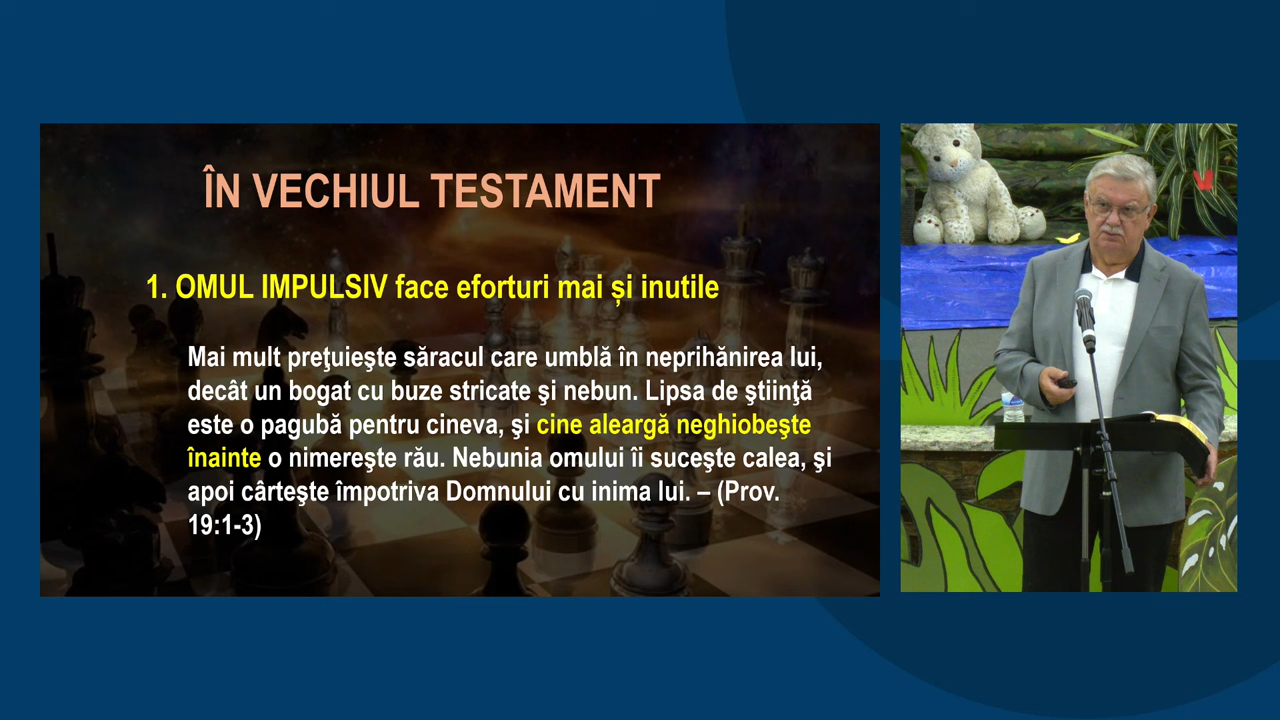 ÎN VECHIUL TESTAMENT
1. OMUL IMPULSIV face eforturi mai și inutile
Mai mult preţuieşte săracul care umblă în neprihănirea lui,
decât un bogat cu buze stricate şi nebun. Lipsa de ştiinţă
este o pagubă pentru cineva, şi cine aleargă neghiobeşte
înainte o nimereşte rău. Nebunia omului îi suceşte calea, şi
apoi cârteşte împotriva Domnului cu inima lui. – (Prov.
19:1-3)